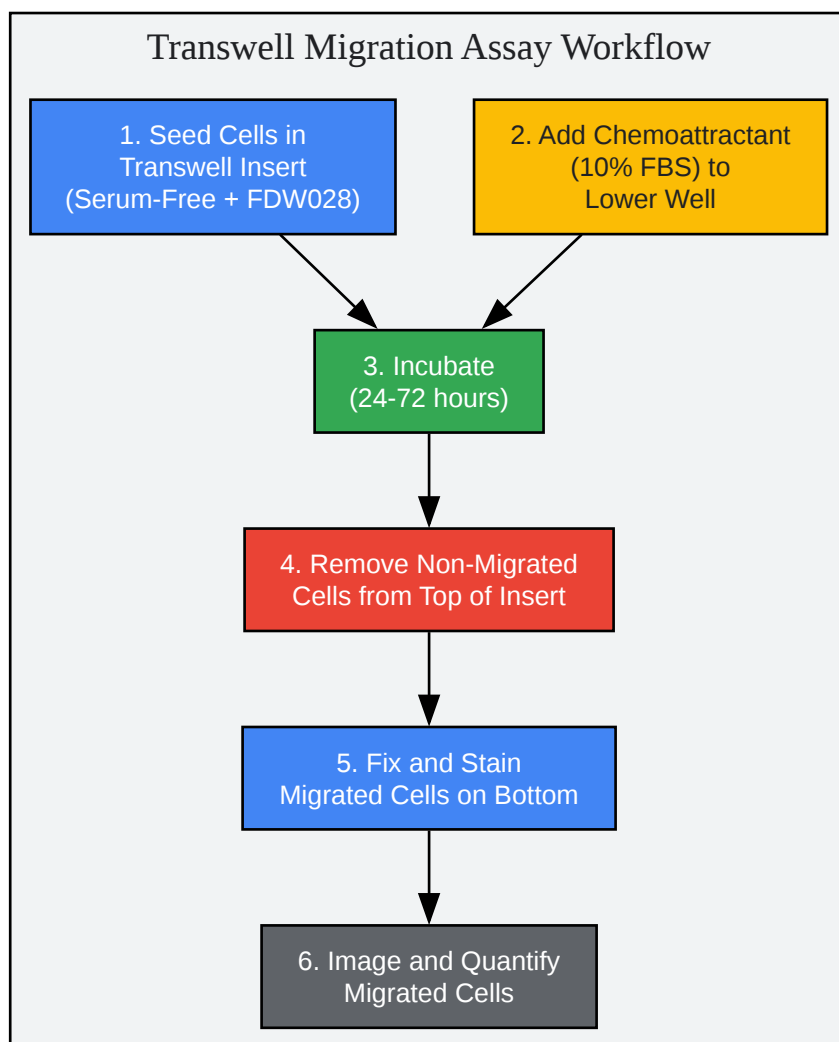 Transwell Migration Assay Workflow
1. Seed Cells in
Transwell Insert
(Serum-Free + FDW028)
2. Add Chemoattractant
(10% FBS) to
Lower Well
3. Incubate
(24-72 hours)
4. Remove Non-Migrated
Cells from Top of Insert
5. Fix and Stain
Migrated Cells on Bottom
6. Image and Quantify
Migrated Cells